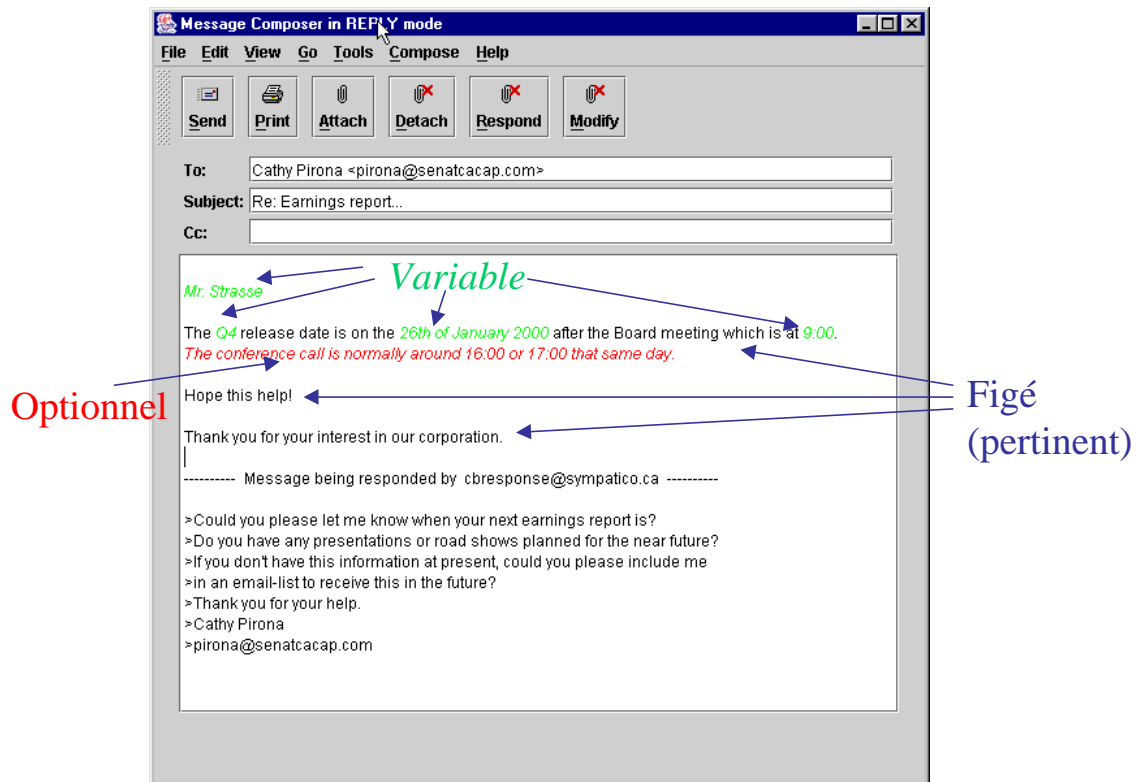 Message Composer in REPLY mode
File Edit View Go Tools Compose Help
Send Print Attach Detach Respond Modify
To: Cathy Pirona <pirona@senatcacap.com>
Subject: Re: Earnings report...
Cc:
Variable
Mr. Strasse
The Q4 release date is on the 26th of January 2000 after the Board meeting which is at 9:00.
The conference call is normally around 16:00 or 17:00 that same day.
Optionnel
Hope this help!
Figé
(pertinent)
Thank you for your interest in our corporation.
---------- Message being responded by cbresponse@sympatico.ca ----------
>Could you please let me know when your next earnings report is?
>Do you have any presentations or road shows planned for the near future?
>If you don't have this information at present, could you please include me
>in an email-list to receive this in the future?
>Thank you for your help.
>Cathy Pirona
>pirona@senatcacap.com